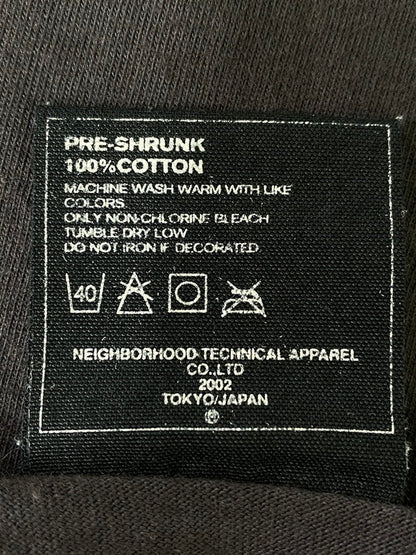 PRE-SHRUNK
100%COTTON
MACHINE WASH WARM WITH LIKE
COLORS
ONLY NON-CHLORINE BLEACH
TUMBLE DRY LOW
DO NOT IRON IF DECORATED
40
NEIGHBORHOOD TECHNICAL APPAREL
CO.,LTD
2002
TOKYO/JAPAN